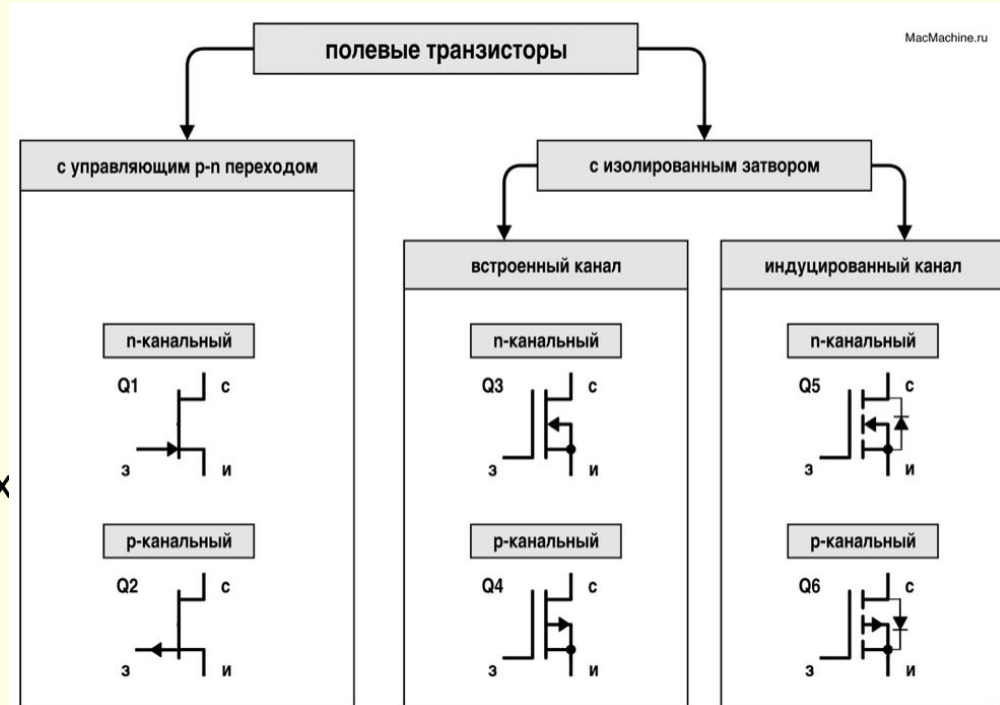 MacMachine.ru
полевые транзисторы
с управляющим p-n переходом
с изолированным затвором
встроенный канал
индуцированный канал
n-канальный
Q1
с
з
и
p-канальный
Q2
с
з
и
n-канальный
Q3
с
з
и
p-канальный
Q4
с
з
и
n-канальный
Q5
с
з
и
p-канальный
Q6
с
з
и
х